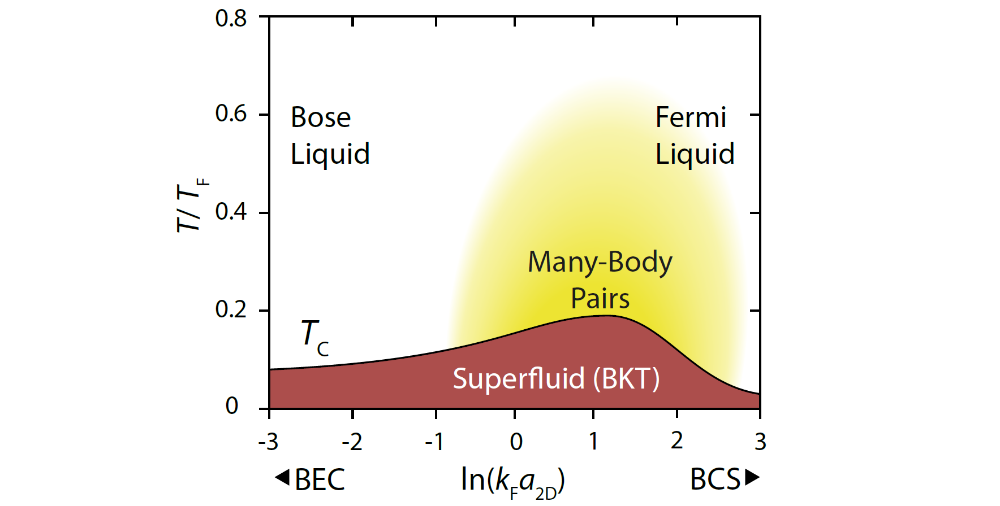 0.8
0.6
0.4
0.2
0
T/T_F
Bose
Liquid
Fermi
Liquid
Many-Body
Pairs
T_C
Superfluid (BKT)
-3 -2 -1 0 1 2 3
◀BEC ln(k_F a_2D) BCS▶